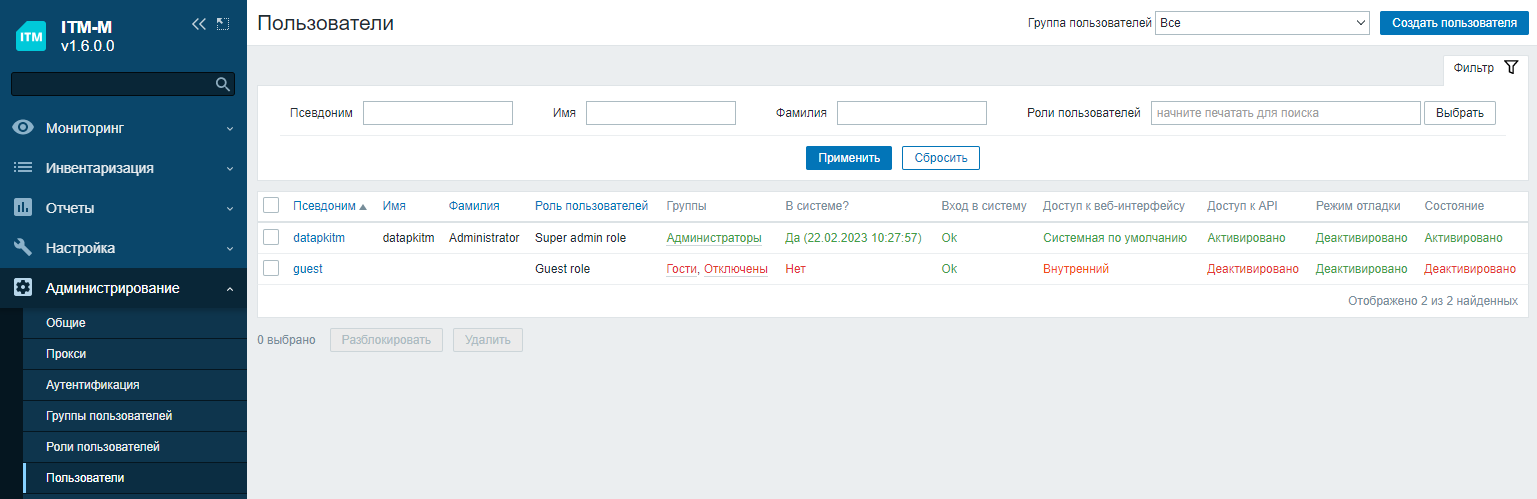 ITM
ITM-M
v1.6.0.0
Мониторинг
Инвентаризация
Отчеты
Настройка
Администрирование
Общие
Прокси
Аутентификация
Группы пользователей
Роли пользователей
Пользователи
Пользователи
Группа пользователей Все Создать пользователя
Фильтр
Псевдоним Имя Фамилия Роли пользователей начните печатать для поиска Выбрать
Применить Сбросить
Псевдоним Имя Фамилия Роль пользователей Группы В системе? Вход в систему Доступ к веб-интерфейсу Доступ к API Режим отладки Состояние
datapkitm datapkitm Administrator Super admin role Администраторы Да (22.02.2023 10:27:57) Ok Системная по умолчанию Активировано Деактивировано Активировано
guest Guest role Гости, Отключены Нет Ok Внутренний Деактивировано Деактивировано Деактивировано
Отображено 2 из 2 найденных
0 выбрано Разблокировать Удалить